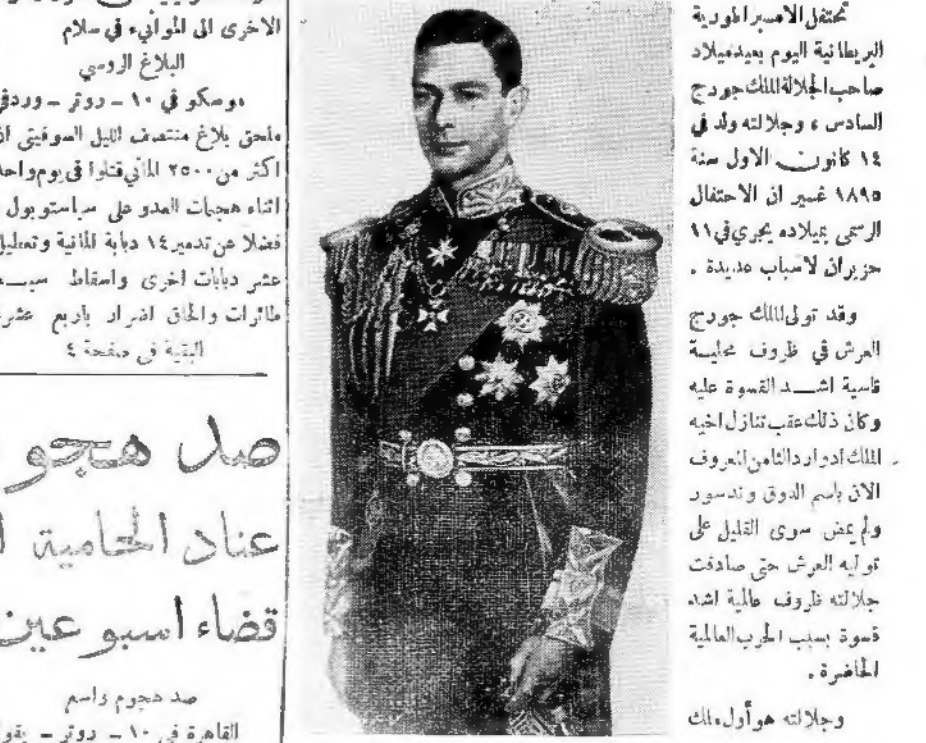 تحتفل الامبراطورية
البريطانية اليوم بعيد ميلاد
صاحب الجلالة الملك جورج
السادس ، وجلالته ولد في
١٤ كانون الاول سنة
١٨٩٥ غير ان الاحتفال
الرسمي بميلاده يجري في ١١
حزيران لاسباب عديدة .
وقد تولى الملك جورج
العرش في ظروف محلية
قاسية اشد القسوة عليه
وكان ذلك عقب تنازل اخيه
الملك ادوارد الثامن المعروف
الان باسم الدوق وندسور
ولم يمض سوى القليل على
توليه العرش حتى صادفت
جلالته ظروف عالمية اشد
قسوة بسبب الحرب العالمية
الحاضرة .
وجلالته هو أول ملك
الاخرى الى الموانيء في سلام
البلاغ الروسي
موسكو في ١٠ – روتر – وردفي
ملحق بلاغ منتصف الليل السوفيتي ان
اكثر من ٢٥٠٠ الماني قتلوا في يوم واحد
اثناء هجمات العدو على سباستوبول
فضلا عن تدمير ١٤ دبابة المانية وتعطيل
عشر دبابات اخرى واسقاط
طائرات والحاق اضرار باربع عشرة
البقية في صفحة ٤
صد هجو
عناد الحامية ا
قضاء اسبوعين
صد هجوم واسع
القاهرة في ١٠ – روتر – يقو